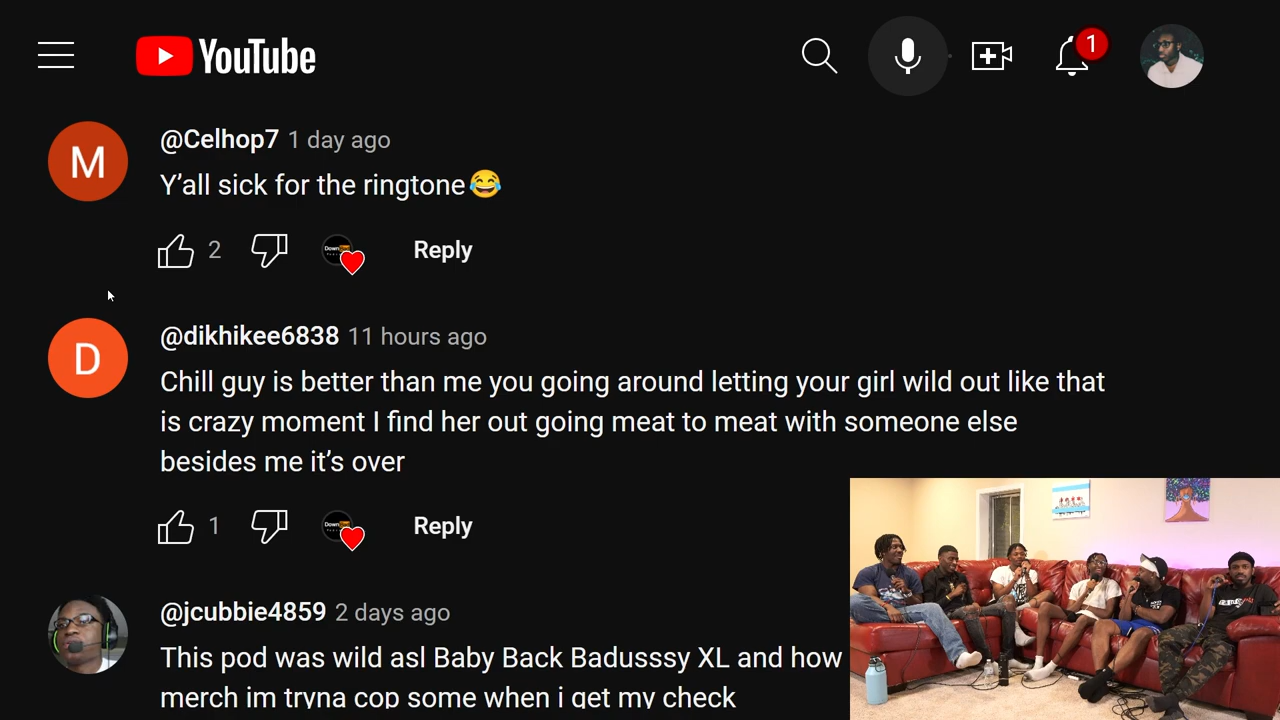 YouTube
1
M
@Celhop7 1 day ago
Y’all sick for the ringtone😂
2
Reply
D
@dikhikee6838 11 hours ago
Chill guy is better than me you going around letting your girl wild out like that
is crazy moment I find her out going meat to meat with someone else
besides me it’s over
1
Reply
@jcubbie4859 2 days ago
This pod was wild asl Baby Back Badusssy XL and how
merch im tryna cop some when i get my check